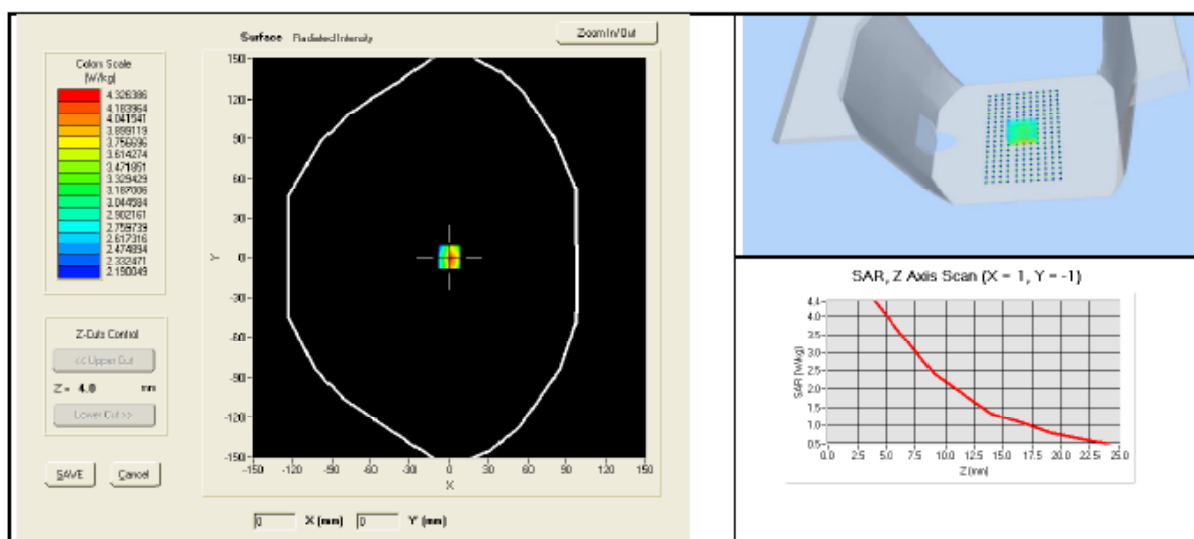 Surface Radiated Intensity
Zoom In/Out
Colors Scale
(W/kg)
4.326386
4.183964
4.041541
3.899119
3.756696
3.614274
3.471851
3.329429
3.187006
3.044584
2.902161
2.759739
2.617316
2.474894
2.332471
2.190049
Z-Cuts Control
<< Upper Cut
Z = 4.0 mm
Lower Cut >>
SAVE Cancel
150
120
90
60
30
0
-30
-60
-90
-120
-150
Y
-150 -120 -90 -60 -30 0 30 60 90 120 150
X
0 X (mm) 0 Y (mm)
SAR, Z Axis Scan (X = 1, Y = -1)
SAR (W/kg)
4.4
4.0
3.5
3.0
2.5
2.0
1.5
1.0
0.5
0.0 2.5 5.0 7.5 10.0 12.5 15.0 17.5 20.0 22.5 25.0
Z (mm)